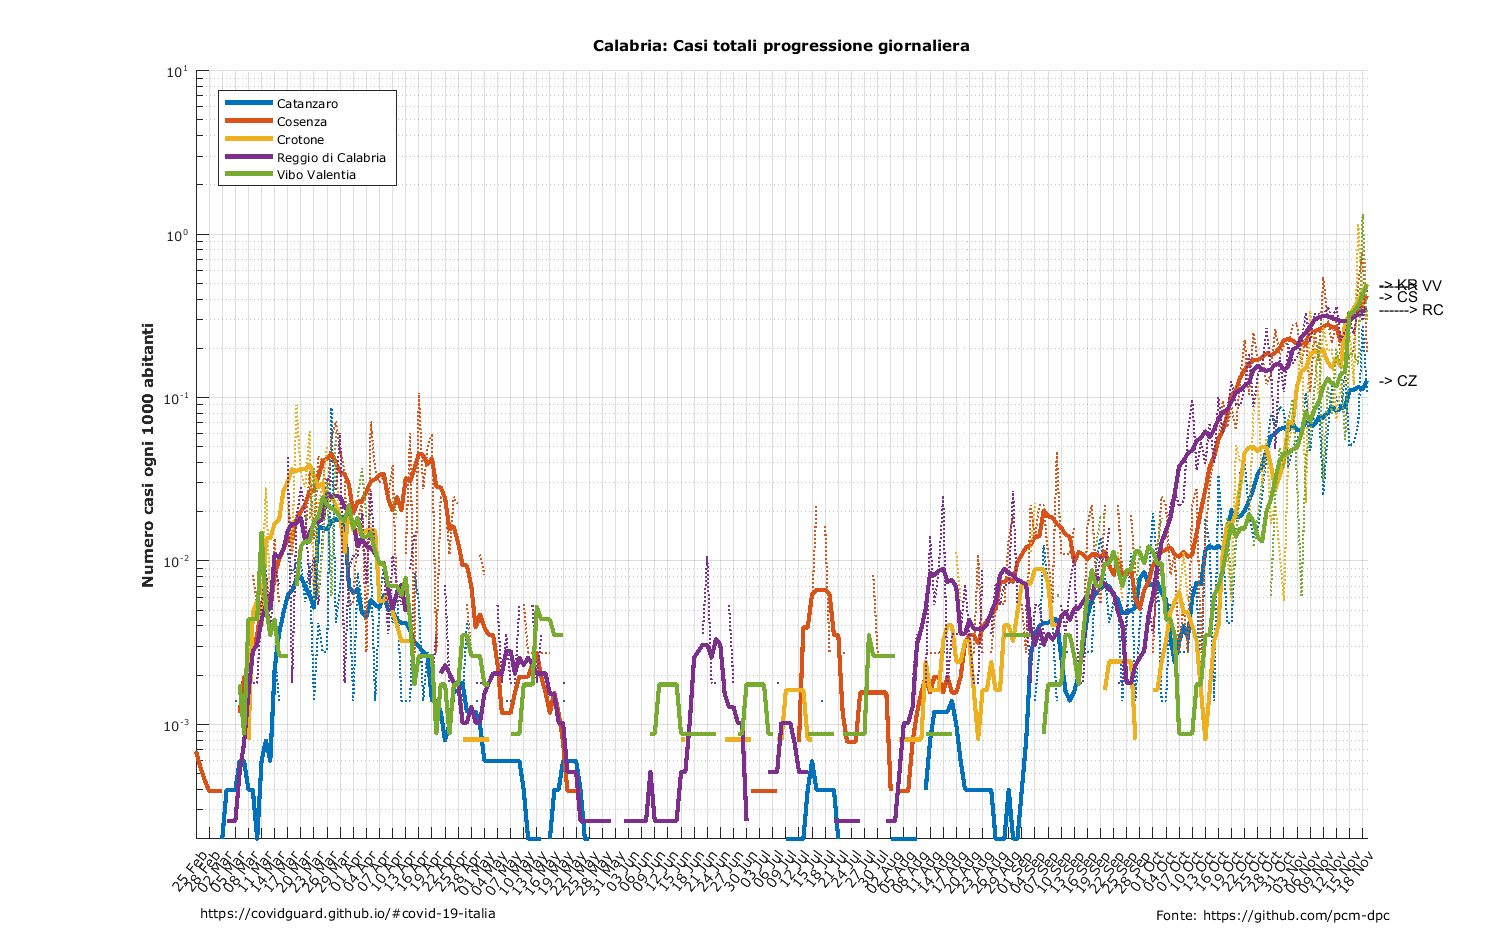 Calabria: Casi totali progressione giornaliera
Numero casi ogni 1000 abitanti
10¹
10⁰
10⁻¹
10⁻²
10⁻³
Catanzaro
Cosenza
Crotone
Reggio di Calabria
Vibo Valentia
-> KR
------> VV
-> CS
------> RC
-> CZ
25 Feb
28 Feb
02 Mar
05 Mar
08 Mar
11 Mar
14 Mar
17 Mar
20 Mar
23 Mar
26 Mar
29 Mar
01 Apr
04 Apr
07 Apr
10 Apr
13 Apr
16 Apr
19 Apr
22 Apr
25 Apr
28 Apr
01 May
04 May
07 May
10 May
13 May
16 May
19 May
22 May
25 May
28 May
31 May
03 Jun
06 Jun
09 Jun
12 Jun
15 Jun
18 Jun
21 Jun
24 Jun
27 Jun
30 Jun
03 Jul
06 Jul
09 Jul
12 Jul
15 Jul
18 Jul
21 Jul
24 Jul
27 Jul
30 Jul
02 Aug
05 Aug
08 Aug
11 Aug
14 Aug
17 Aug
20 Aug
23 Aug
26 Aug
29 Aug
01 Sep
04 Sep
07 Sep
10 Sep
13 Sep
16 Sep
19 Sep
22 Sep
25 Sep
28 Sep
01 Oct
04 Oct
07 Oct
10 Oct
13 Oct
16 Oct
19 Oct
22 Oct
25 Oct
28 Oct
31 Oct
03 Nov
06 Nov
09 Nov
12 Nov
15 Nov
18 Nov
https://covidguard.github.io/#covid-19-italia
Fonte: https://github.com/pcm-dpc